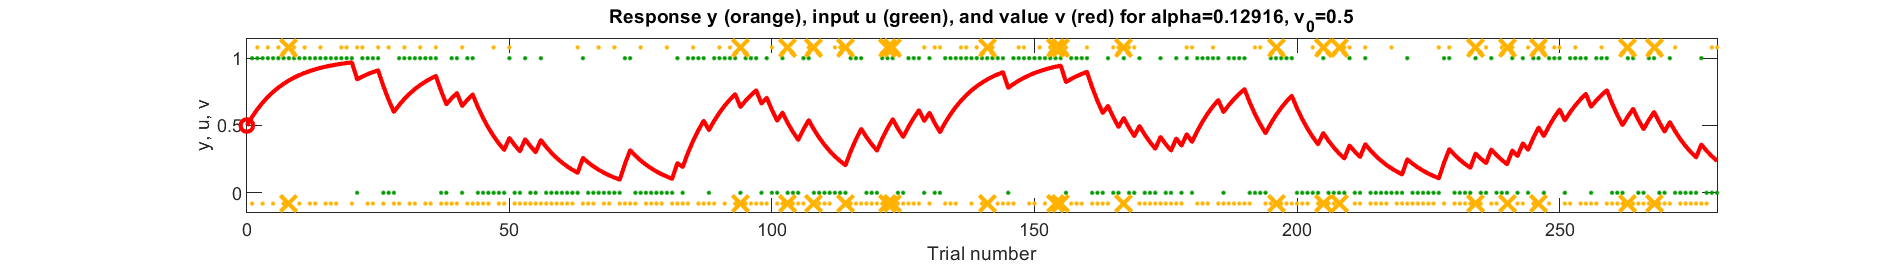 Response y (orange), input u (green), and value v (red) for alpha=0.12916, v0=0.5
y, u, v
1
0.5
0
0 50 100 150 200 250
Trial number